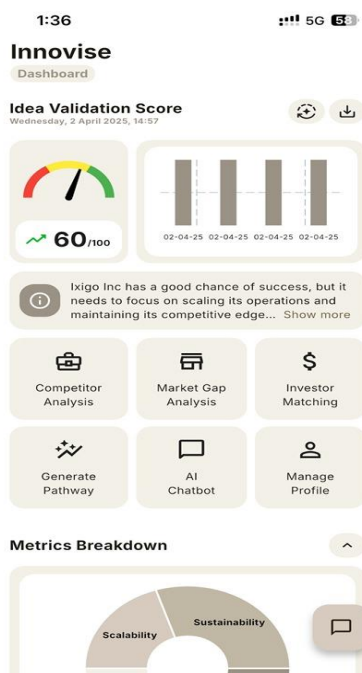 1:36
5G 58
Innovise
Dashboard
Idea Validation Score
Wednesday, 2 April 2025, 14:57
60/100
02-04-25 02-04-25 02-04-25 02-04-25
Ixigo Inc has a good chance of success, but it
needs to focus on scaling its operations and
maintaining its competitive edge... Show more
Competitor
Analysis
Market Gap
Analysis
Investor
Matching
Generate
Pathway
AI
Chatbot
Manage
Profile
Metrics Breakdown
Sustainability
Scalability